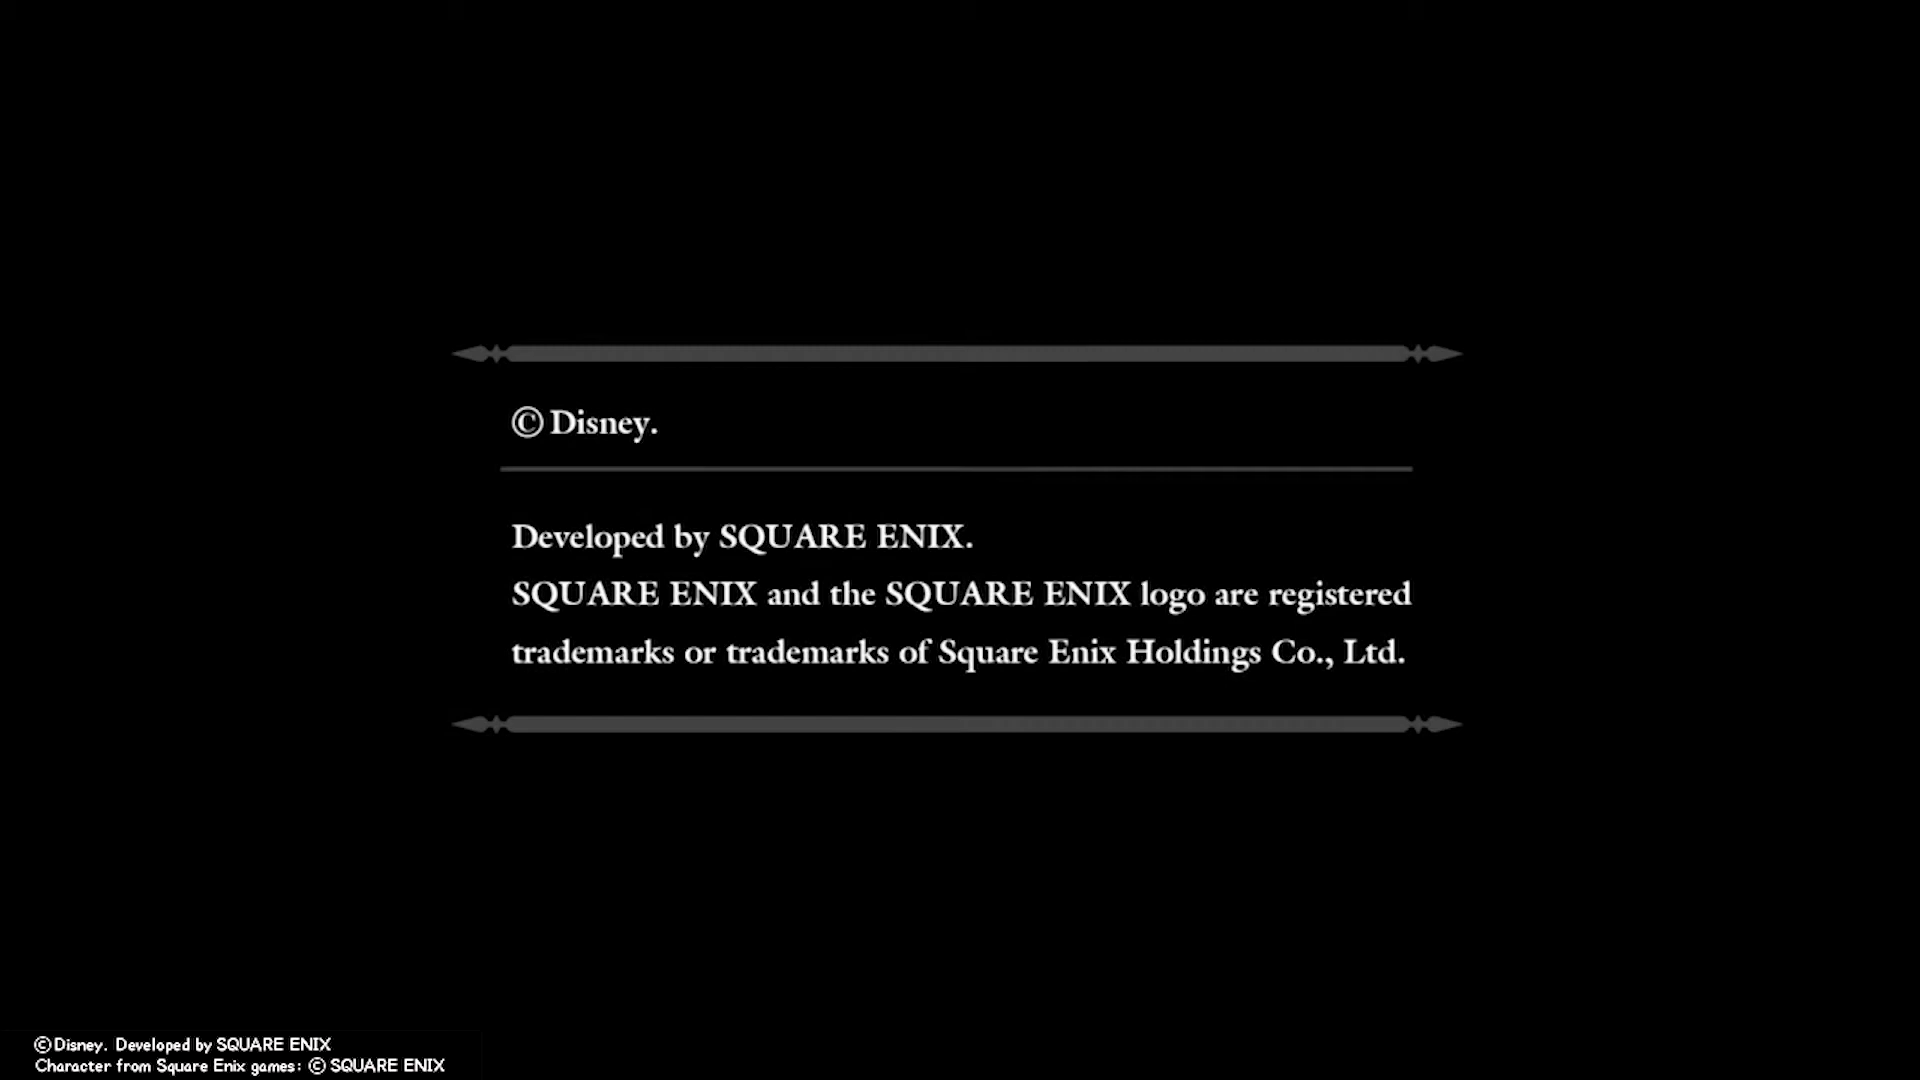 © Disney.
Developed by SQUARE ENIX.
SQUARE ENIX and the SQUARE ENIX logo are registered
trademarks or trademarks of Square Enix Holdings Co., Ltd.
©Disney. Developed by SQUARE ENIX
Character from Square Enix games: © SQUARE ENIX